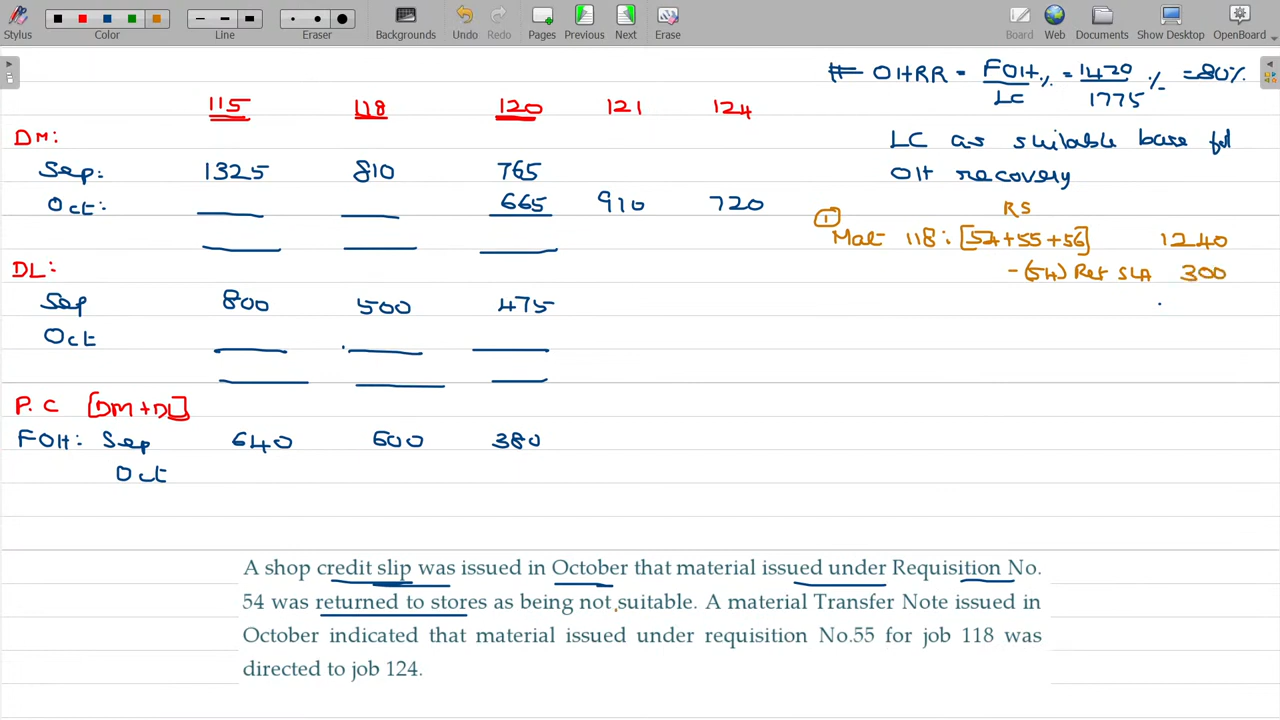 Stylus
Color
Line
Eraser
Backgrounds
Undo
Redo
Pages
Previous
Next
Erase
Board
Web
Documents
Show Desktop
OpenBoard
# OHRR = FOH/LC % = 1420/1775 % = 80%
LC as suitable base for
OH recovery
115 118 120 121 124
DM:
Sep: 1325 810 765
Oct: 665 910 720
RS
① Mat 118: [54+55+56] 1240
-(54) Ret SLA 300
DL:
Sep 800 500 475
Oct
P.C [DM+DL]
FOH: Sep 640 600 380
Oct
A shop credit slip was issued in October that material issued under Requisition No.
54 was returned to stores as being not suitable. A material Transfer Note issued in
October indicated that material issued under requisition No.55 for job 118 was
directed to job 124.